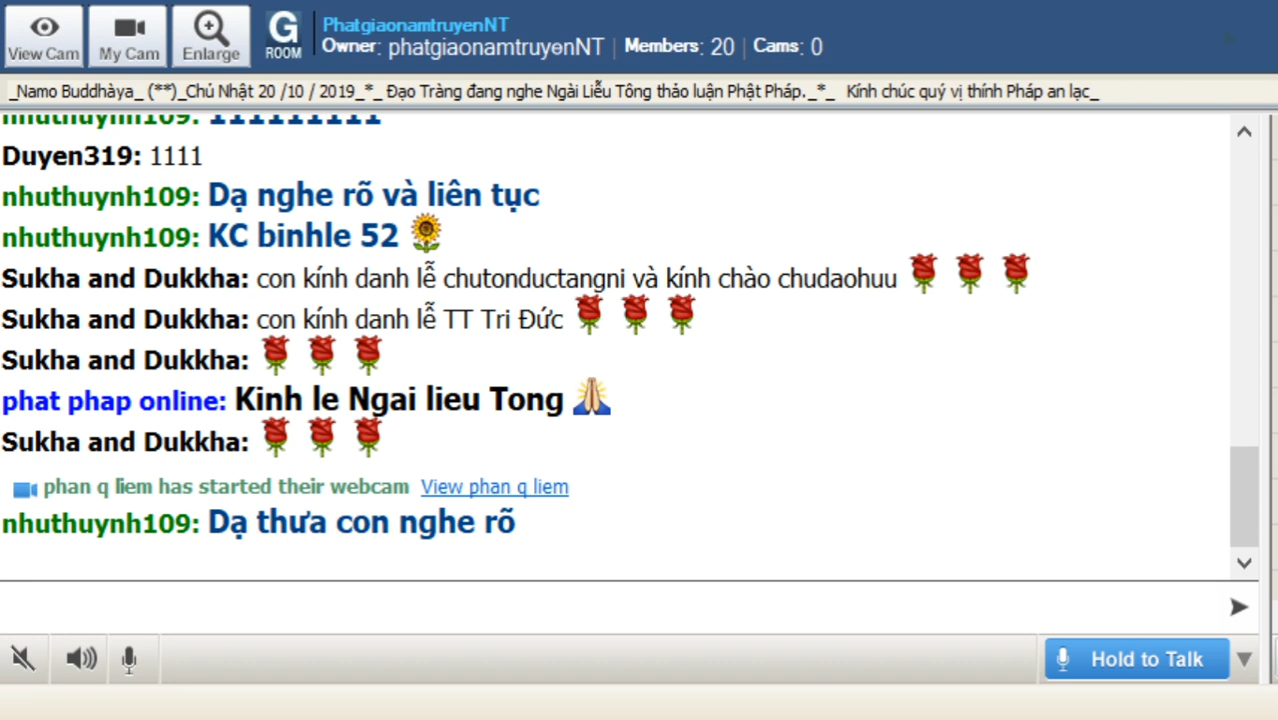 View Cam
My Cam
Enlarge
G ROOM
PhatgiaonamtruyenNT
Owner: phatgiaonamtruyenNT | Members: 20 | Cams: 0
_Namo Buddhàya_ (**)_Chủ Nhật 20 /10 / 2019_*_ Đạo Tràng đang nghe Ngài Liễu Tông thảo luận Phật Pháp._*_ Kính chúc quý vị thính Pháp an lạc_
nhuthuynh109: 111111111
Duyen319: 1111
nhuthuynh109: Dạ nghe rõ và liên tục
nhuthuynh109: KC binhle 52 🌻
Sukha and Dukkha: con kính danh lễ chutonductangni và kính chào chudaohuu 🌹 🌹 🌹
Sukha and Dukkha: con kính danh lễ TT Tri Đức 🌹 🌹 🌹
Sukha and Dukkha: 🌹 🌹 🌹
phat phap online: Kinh le Ngai lieu Tong 🙏
Sukha and Dukkha: 🌹 🌹 🌹
phan q liem has started their webcam View phan q liem
nhuthuynh109: Dạ thưa con nghe rõ
Hold to Talk